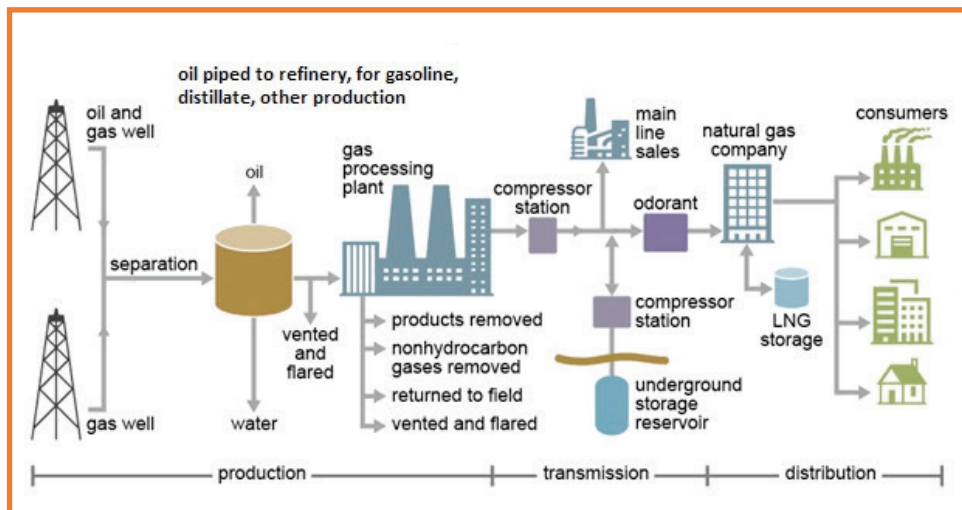 oil piped to refinery, for gasoline,
distillate, other production
oil and
gas well
oil
gas
processing
plant
compressor
station
main
line
sales
odorant
natural gas
company
consumers
separation
vented
and
flared
products removed
nonhydrocarbon
gases removed
returned to field
vented and flared
compressor
station
LNG
storage
underground
storage
reservoir
gas well
water
production
transmission
distribution